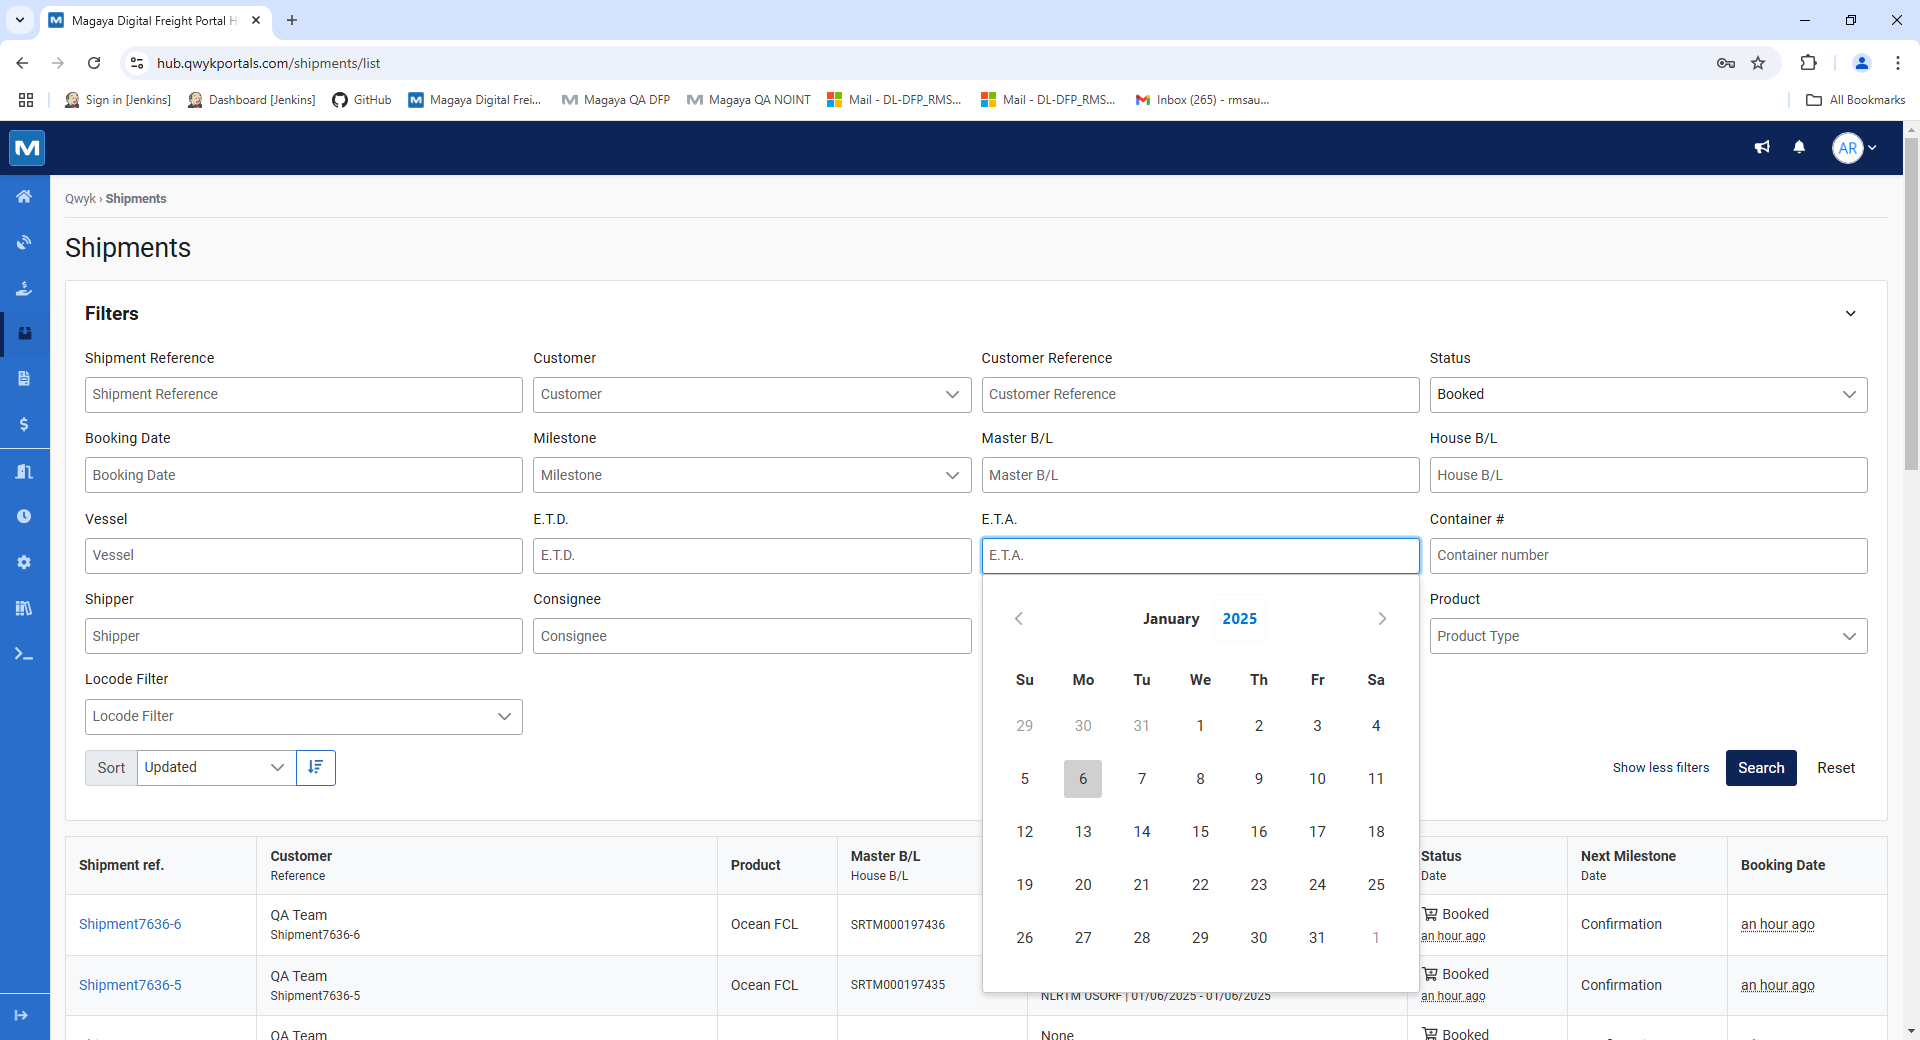 Magaya Digital Freight Portal H
hub.qwykportals.com/shipments/list
Sign in [Jenkins]
Dashboard [Jenkins]
GitHub
Magaya Digital Frei...
Magaya QA DFP
Magaya QA NOINT
Mail - DL-DFP_RMS...
Mail - DL-DFP_RMS...
Inbox (265) - rmsau...
All Bookmarks
AR
Qwyk › Shipments
Shipments
Filters
Shipment Reference
Customer
Customer Reference
Status
Shipment Reference
Customer
Customer Reference
Booked
Booking Date
Milestone
Master B/L
House B/L
Booking Date
Milestone
Master B/L
House B/L
Vessel
E.T.D.
E.T.A.
Container #
Vessel
E.T.D.
E.T.A.
Container number
Shipper
Consignee
Product
Shipper
Consignee
Product Type
Locode Filter
Locode Filter
January 2025
Su Mo Tu We Th Fr Sa
29 30 31 1 2 3 4
5 6 7 8 9 10 11
12 13 14 15 16 17 18
19 20 21 22 23 24 25
26 27 28 29 30 31 1
Sort
Updated
Show less filters
Search
Reset
Shipment ref.
Customer
Reference
Product
Master B/L
House B/L
Status
Date
Next Milestone
Date
Booking Date
Shipment7636-6
QA Team
Shipment7636-6
Ocean FCL
SRTM000197436
Booked
an hour ago
Confirmation
an hour ago
Shipment7636-5
QA Team
Shipment7636-5
Ocean FCL
SRTM000197435
NLRTM USORF | 01/06/2025 - 01/06/2025
Booked
an hour ago
Confirmation
an hour ago
QA Team
None
Booked